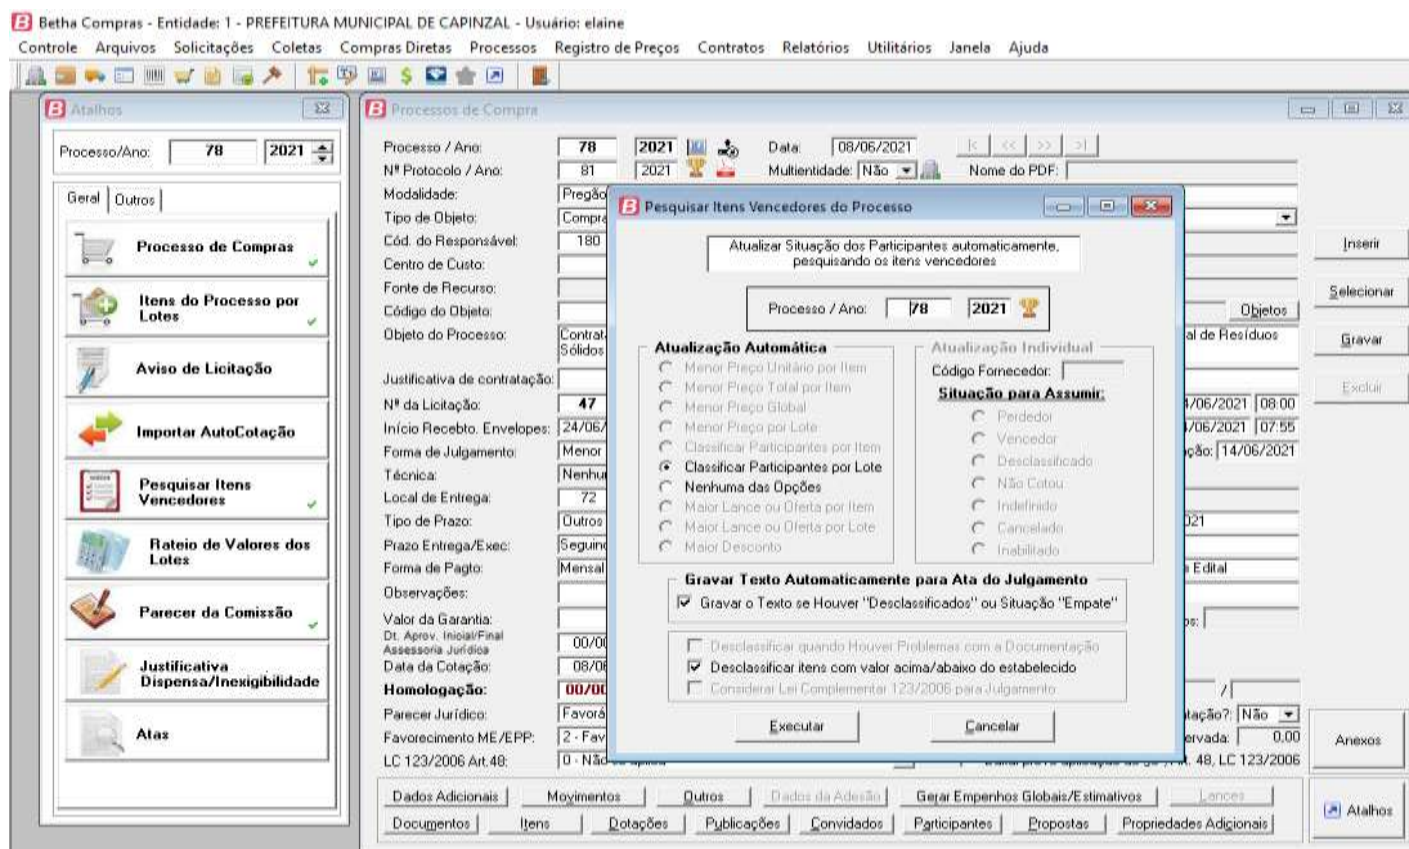 Betha Compras - Entidade: 1 - PREFEITURA MUNICIPAL DE CAPINZAL - Usuário: elaine
Controle Arquivos Solicitações Coletas Compras Diretas Processos Registro de Preços Contratos Relatórios Utilitários Janela Ajuda
Atalhos
Processo/Ano: 78 2021
Geral Outros
Processo de Compras
Itens do Processo por
Lotes
Aviso de Licitação
Importar AutoCotação
Pesquisar Itens
Vencedores
Rateio de Valores dos
Lotes
Parecer da Comissão
Justificativa
Dispensa/Inexigibilidade
Atas
Processos de Compra
Processo / Ano: 78 2021 Data: 08/06/2021 |< << >> >|
Nº Protocolo / Ano: 81 2021 Multientidade: Não Nome do PDF:
Modalidade: Pregão
Tipo de Objeto: Compra
Cód. do Responsável: 180
Centro de Custo:
Fonte de Recurso:
Código do Objeto: Objetos
Objeto do Processo: Contrat al de Resíduos
Sólidos
Justificativa de contratação:
Nº da Licitação: 47 /06/2021 08:00
Início Recebto. Envelopes: 24/06/ /06/2021 07:55
Forma de Julgamento: Menor ção: 14/06/2021
Técnica: Nenhu
Local de Entrega: 72
Tipo de Prazo: Outros 021
Prazo Entrega/Exec: Seguind
Forma de Pagto: Mensal Edital
Observações:
Valor da Garantia: os:
Dt. Aprov. Inicial/Final
Assessoria Jurídica 00/00
Data da Cotação: 08/0
Homologação: 00/00 /
Parecer Jurídico: Favorá tação?: Não
Favorecimento ME/EPP: 2 - Fav ervada: 0,00
LC 123/2006 Art.48: 0 - Não se aplica . 48, LC 123/2006
Inserir
Selecionar
Gravar
Excluir
Anexos
Atalhos
Pesquisar Itens Vencedores do Processo
Atualizar Situação dos Participantes automaticamente,
pesquisando os itens vencedores
Processo / Ano: 78 2021
Atualização Automática
Menor Preço Unitário por Item
Menor Preço Total por Item
Menor Preço Global
Menor Preço por Lote
Classificar Participantes por Item
Classificar Participantes por Lote
Nenhuma das Opções
Maior Lance ou Oferta por Item
Maior Lance ou Oferta por Lote
Maior Desconto
Atualização Individual
Código Fornecedor:
Situação para Assumir:
Perdedor
Vencedor
Desclassificado
Não Cotou
Indefinido
Cancelado
Inabilitado
Gravar Texto Automaticamente para Ata do Julgamento
Gravar o Texto se Houver "Desclassificados" ou Situação "Empate"
Desclassificar quando Houver Problemas com a Documentação
Desclassificar itens com valor acima/abaixo do estabelecido
Considerar Lei Complementar 123/2006 para Julgamento
Executar Cancelar
Dados Adicionais Movimentos Outros Dados da Adesão Gerar Empenhos Globais/Estimativos Lances
Documentos Itens Dotações Publicações Convidados Participantes Propostas Propriedades Adicionais